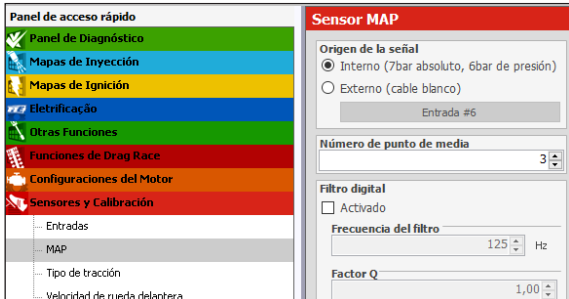 Panel de acceso rápido
Panel de Diagnóstico
Mapas de Inyección
Mapas de Ignición
Eletrificação
Otras Funciones
Funciones de Drag Race
Configuraciones del Motor
Sensores y Calibración
Entradas
MAP
Tipo de tracción
Velocidad de rueda delantera
Sensor MAP
Origen de la señal
Interno (7bar absoluto, 6bar de presión)
Externo (cable blanco)
Entrada #6
Número de punto de media
3
Filtro digital
Activado
Frecuencia del filtro
125 Hz
Factor Q
1,00